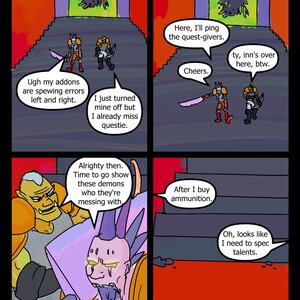 Ugh my addons
are spewing errors
left and right.
I just turned
mine off but
I already miss
questie.
Here, I'll ping
the quest-givers.
Cheers.
ty, inn's over
here, btw.
Alrighty then.
Time to go show
these demons
who they're
messing with.
After I buy
ammunition.
Oh, looks like
I need to spec
talents.